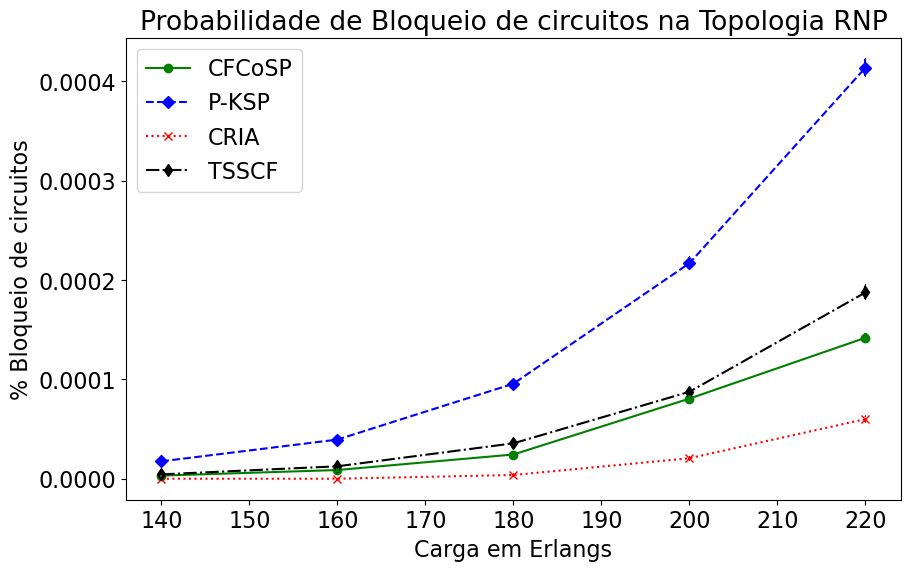 Probabilidade de Bloqueio de circuitos na Topologia RNP
CFCoSP
P-KSP
CRIA
TSSCF
% Bloqueio de circuitos
0.0004
0.0003
0.0002
0.0001
0.0000
140 150 160 170 180 190 200 210 220
Carga em Erlangs